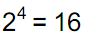 2⁴ = 16